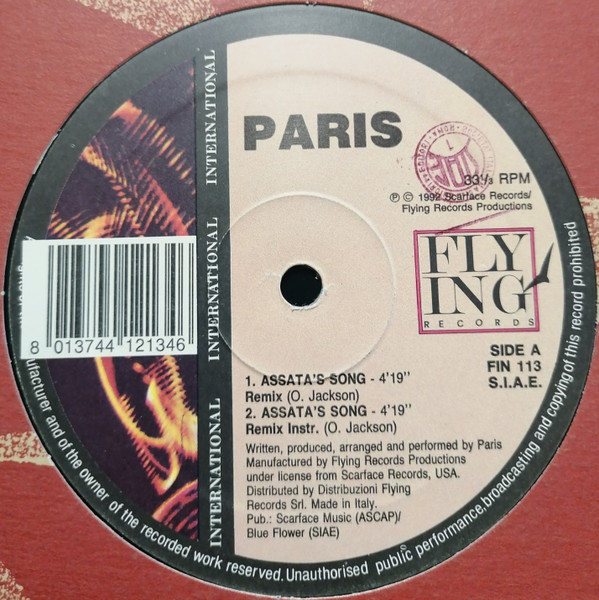 PARIS
33⅓ RPM
Ⓟ © 1992 Scarface Records/
Flying Records Productions
FLY
ING
RECORDS
SIDE A
FIN 113
S.I.A.E.
INTERNATIONAL
INTERNATIONAL
INTERNATIONAL
8 013744 121346
1. ASSATA'S SONG - 4'19''
Remix (O. Jackson)
2. ASSATA'S SONG - 4'19''
Remix Instr. (O. Jackson)
Written, produced, arranged and performed by Paris
Manufactured by Flying Records Productions
under license from Scarface Records, USA.
Distributed by Distribuzioni Flying
Records Srl. Made in Italy.
Pub.: Scarface Music (ASCAP)/
Blue Flower (SIAE)
and of the owner of the recorded work reserved. Unauthorised public performance, broadcasting and copying of this record prohibited